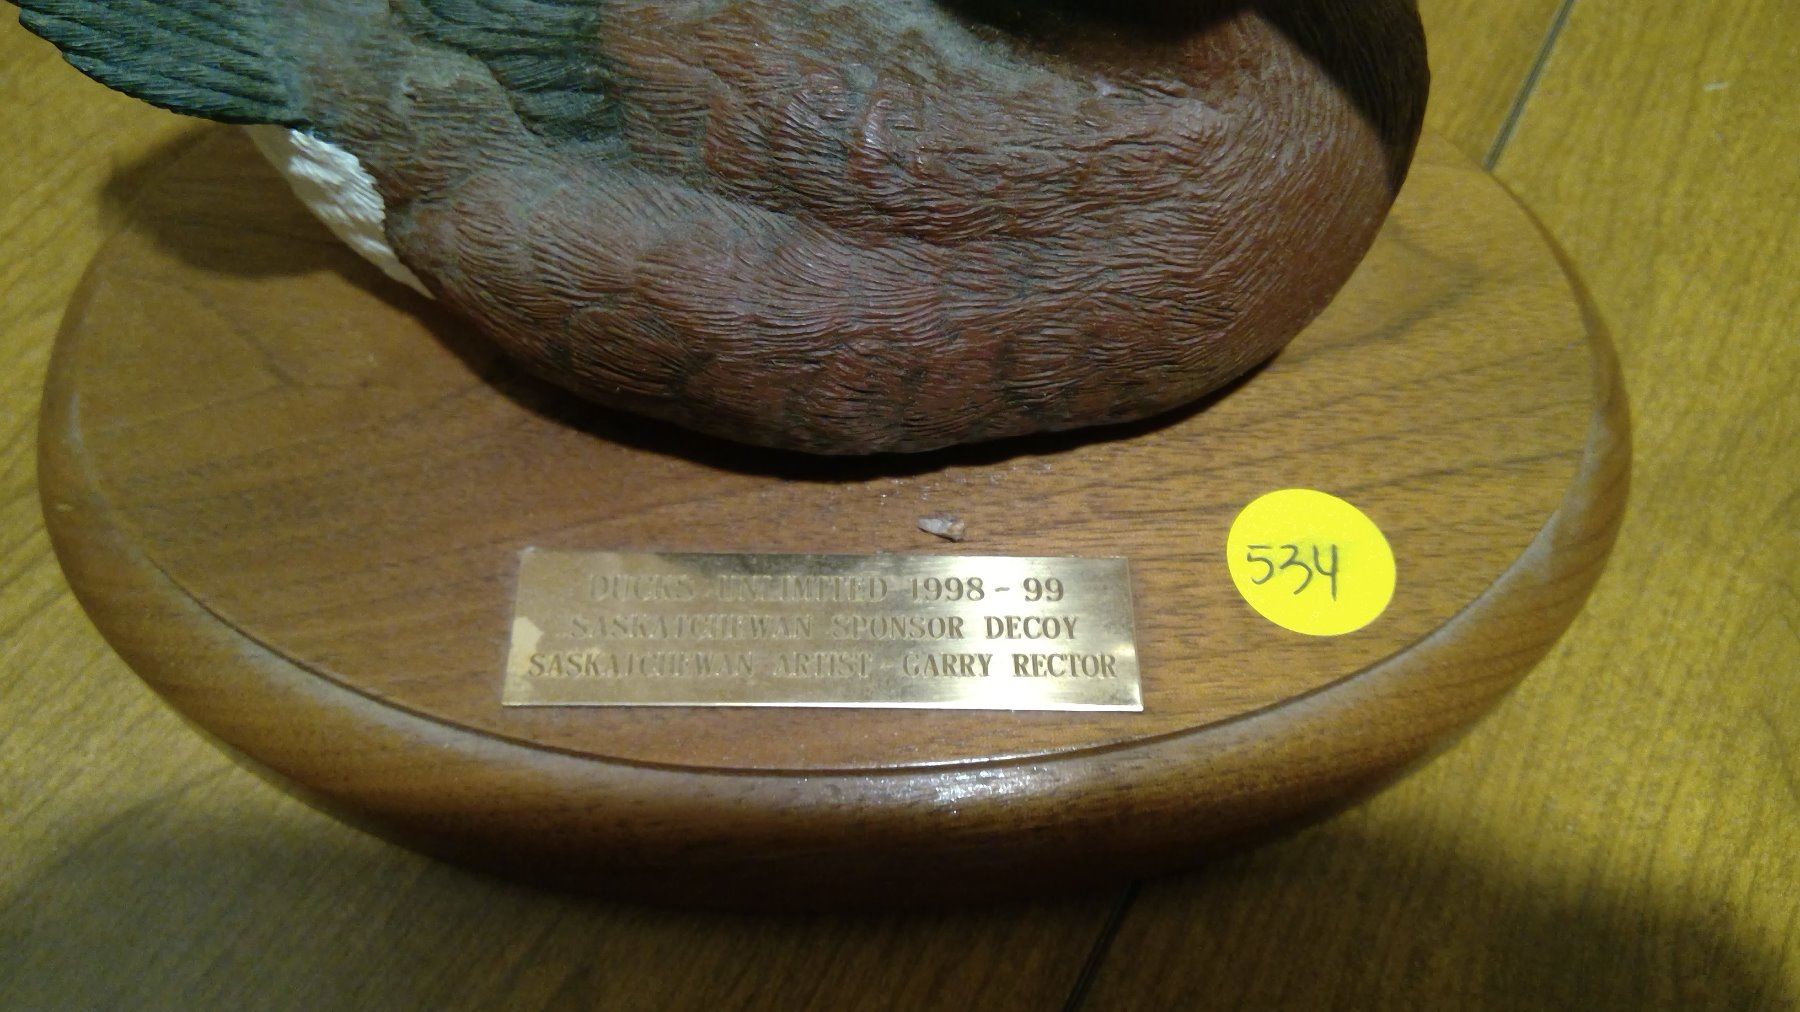 DUCKS UNLIMITED 1998 - 99
SASKATCHEWAN SPONSOR DECOY
SASKATCHEWAN ARTIST - GARRY RECTOR
534